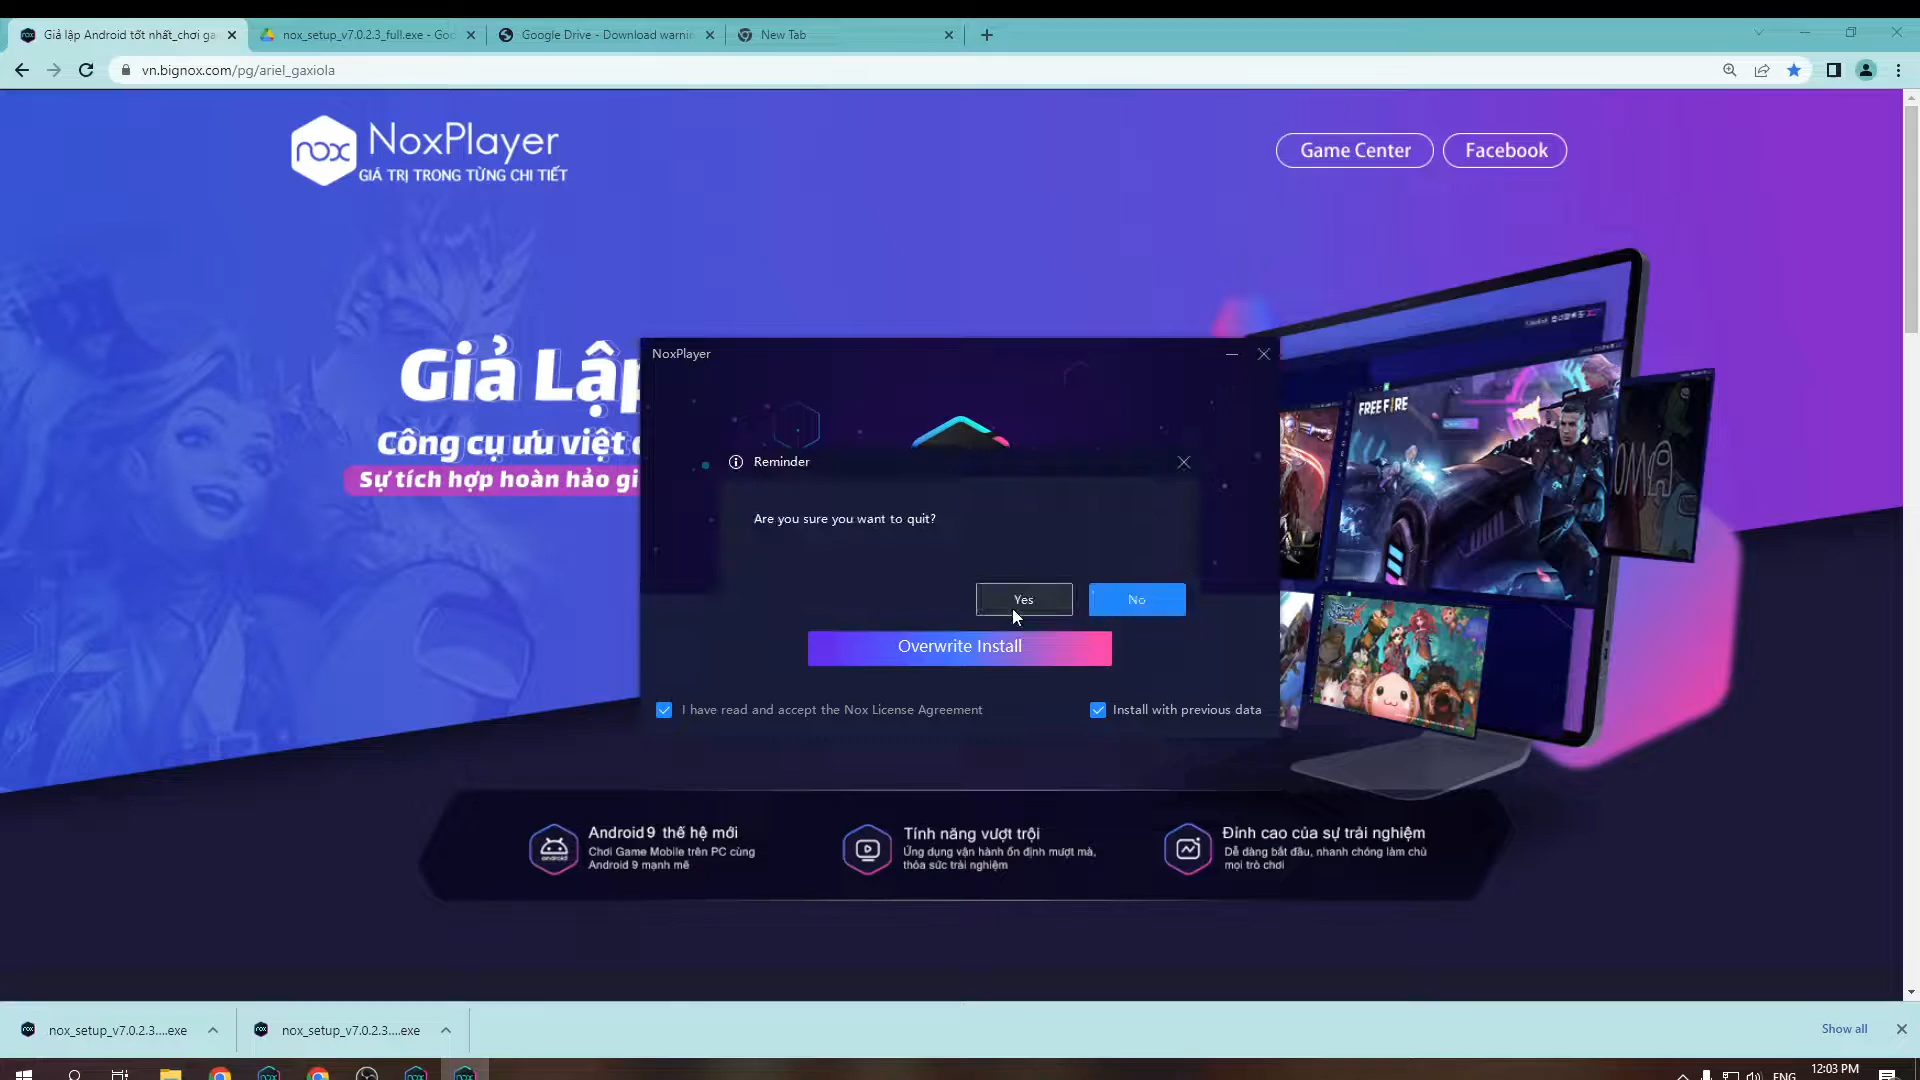 Giả lập Android tốt nhất_chơi ga
nox_setup_v7.0.2.3_full.exe - Goo
Google Drive - Download warnin
New Tab
vn.bignox.com/pg/ariel_gaxiola
nox
NoxPlayer
GIÁ TRỊ TRONG TỪNG CHI TIẾT
Game Center
Facebook
Giả Lập
Công cụ ưu việt
Sự tích hợp hoàn hảo gi
NoxPlayer
Reminder
Are you sure you want to quit?
Yes
No
Overwrite Install
I have read and accept the Nox License Agreement
Install with previous data
FREE FIRE
Android 9 thế hệ mới
Chơi Game Mobile trên PC cùng
Android 9 mạnh mẽ
Tính năng vượt trội
Ứng dụng vận hành ổn định mượt mà,
thỏa sức trải nghiệm
Đỉnh cao của sự trải nghiệm
Dễ dàng bắt đầu, nhanh chóng làm chủ
mọi trò chơi
nox_setup_v7.0.2.3....exe
nox_setup_v7.0.2.3....exe
Show all
ENG
12:03 PM